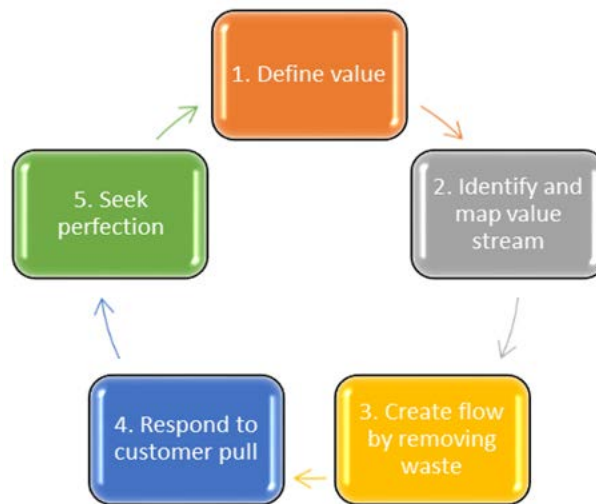 1. Define value
2. Identify and
map value
stream
3. Create flow
by removing
waste
4. Respond to
customer pull
5. Seek
perfection